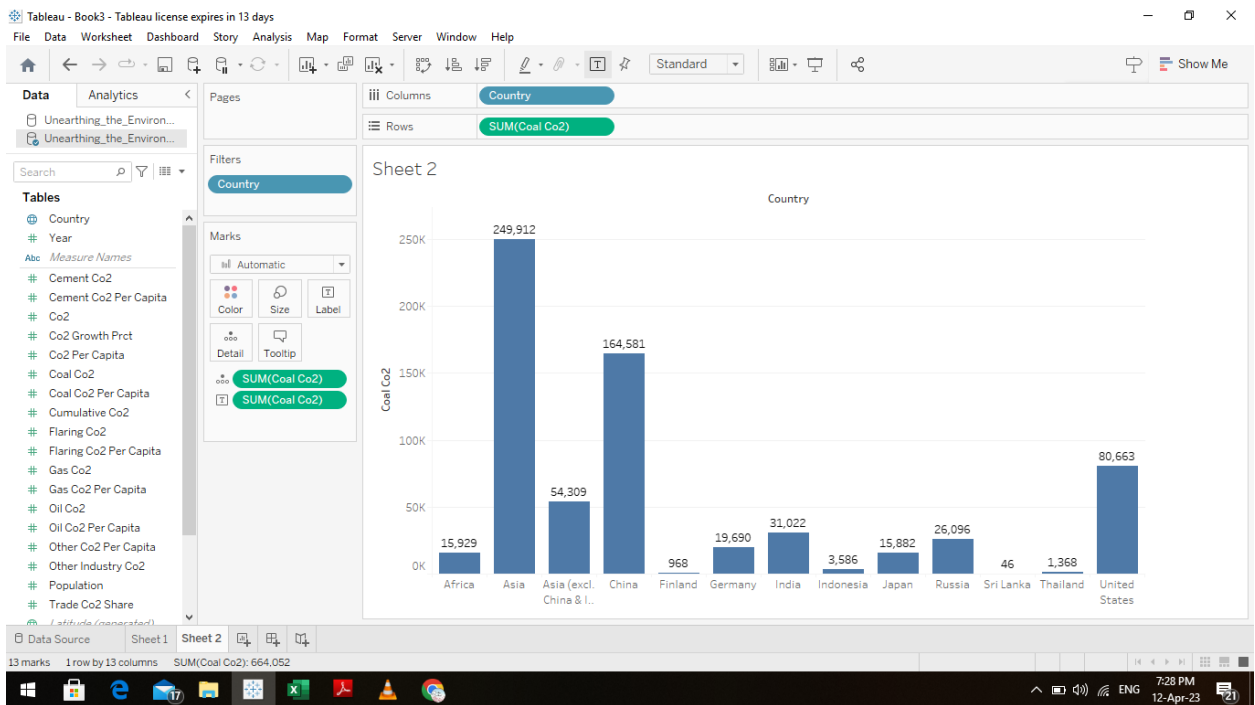 Tableau - Book3 - Tableau license expires in 13 days
File Data Worksheet Dashboard Story Analysis Map Format Server Window Help
Standard
Show Me
Data Analytics
Unearthing_the_Environ...
Unearthing_the_Environ...
Search
Tables
Country
Year
Abc Measure Names
# Cement Co2
# Cement Co2 Per Capita
# Co2
# Co2 Growth Prct
# Co2 Per Capita
# Coal Co2
# Coal Co2 Per Capita
# Cumulative Co2
# Flaring Co2
# Flaring Co2 Per Capita
# Gas Co2
# Gas Co2 Per Capita
# Oil Co2
# Oil Co2 Per Capita
# Other Co2 Per Capita
# Other Industry Co2
# Population
# Trade Co2 Share
Latitude (generated)
Pages
Filters
Country
Marks
Automatic
Color Size Label
Detail Tooltip
SUM(Coal Co2)
SUM(Coal Co2)
Columns Country
Rows SUM(Coal Co2)
Sheet 2
Country
Coal Co2
250K
200K
150K
100K
50K
0K
15,929 249,912 54,309 164,581 968 19,690 31,022 3,586 15,882 26,096 46 1,368 80,663
Africa Asia Asia (excl. China & I.. China Finland Germany India Indonesia Japan Russia Sri Lanka Thailand United States
Data Source Sheet 1 Sheet 2
13 marks 1 row by 13 columns SUM(Coal Co2): 664,052
17
ENG
7:28 PM
12-Apr-23
21